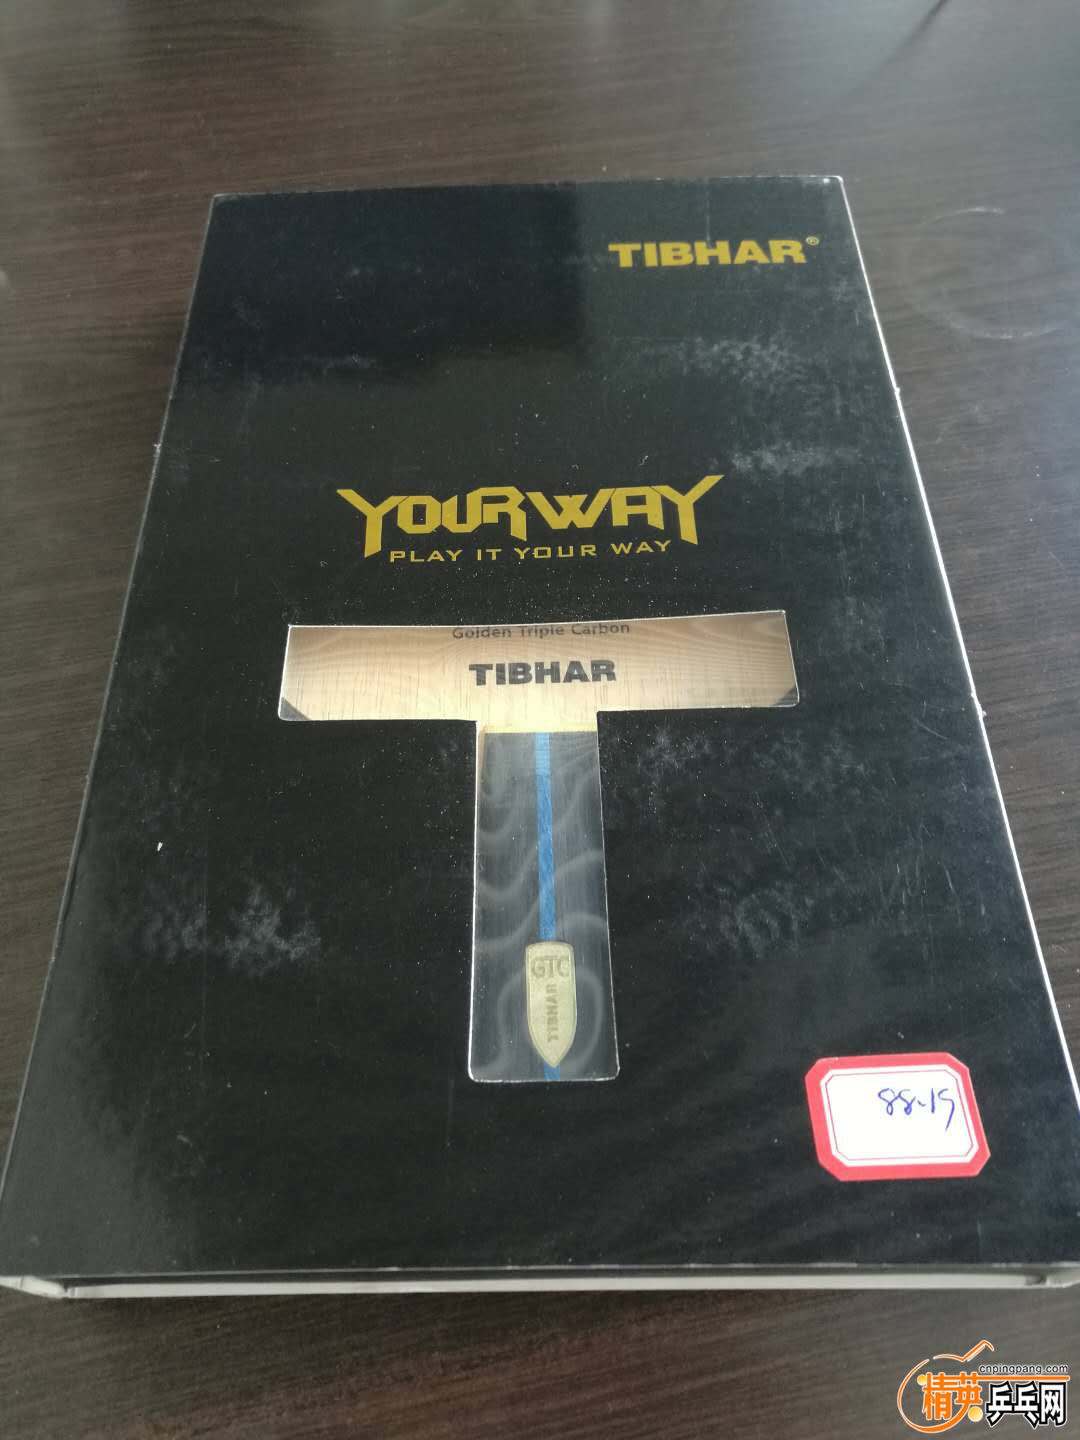 TIBHAR®
YOURWAY
PLAY IT YOUR WAY
Golden Triple Carbon
TIBHAR
GTC
TIBHAR
88.19
cnpingpang.com
精英乒乓网